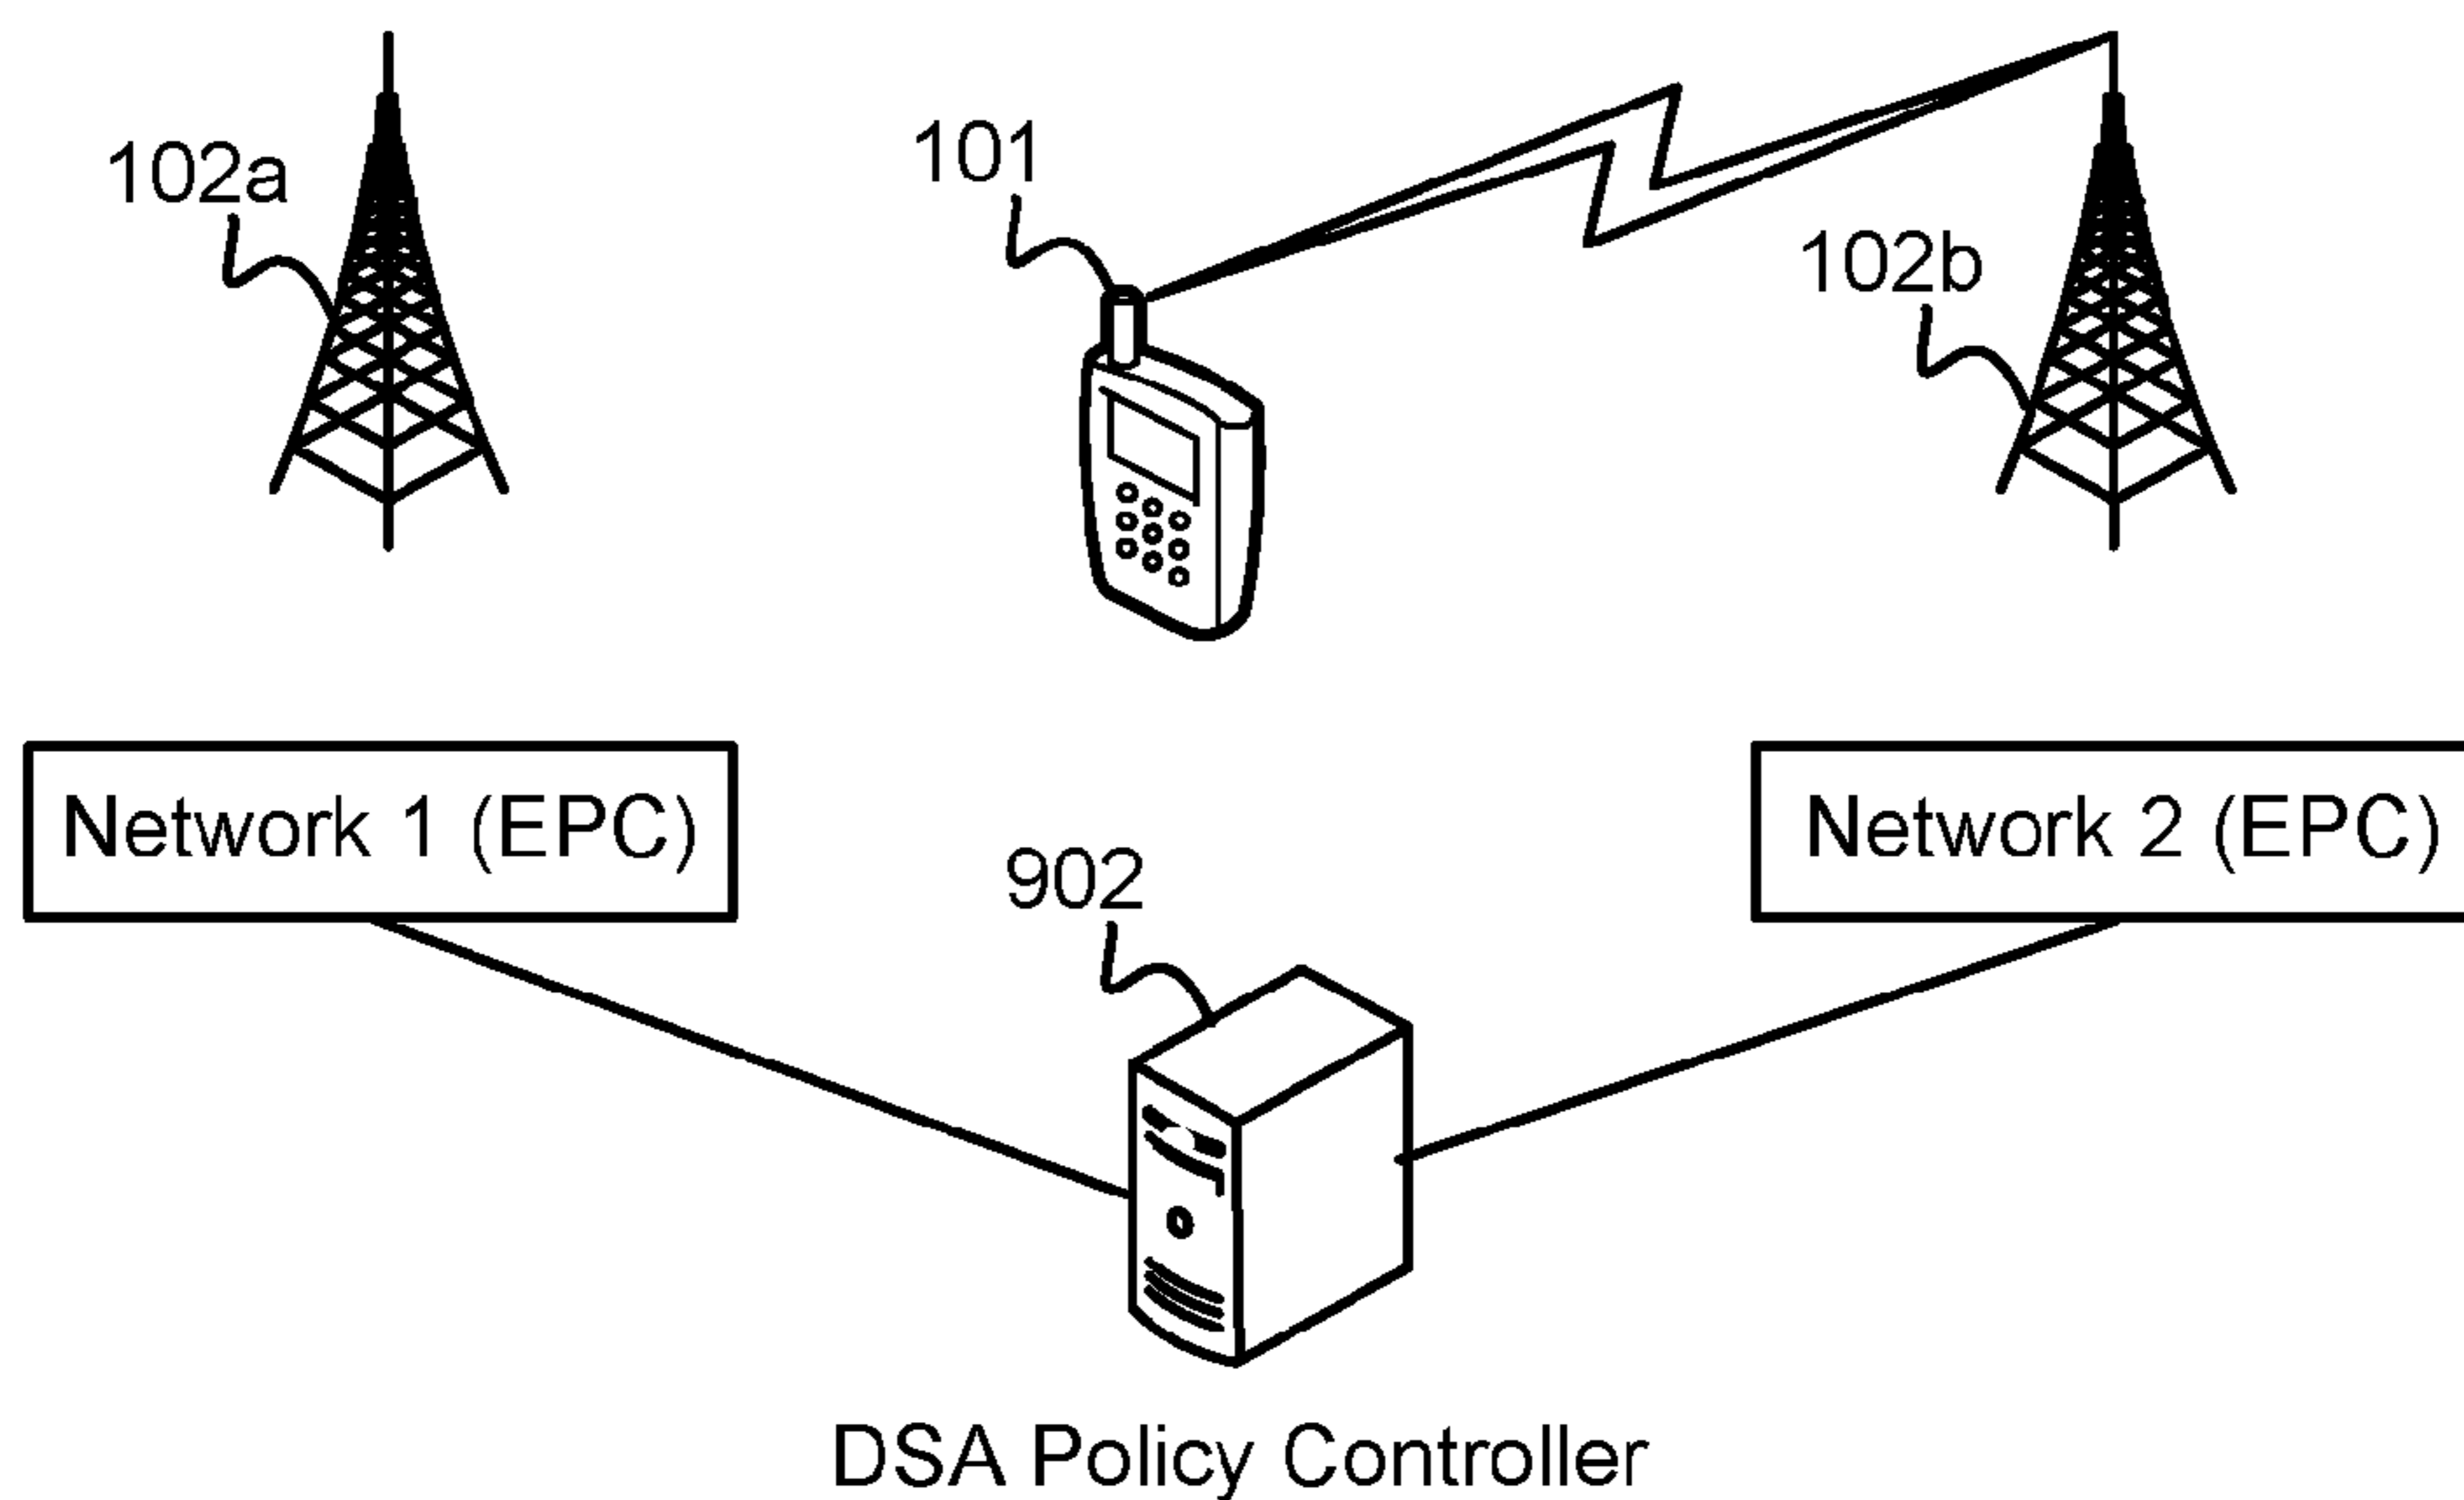 102a
101
102b
Network 1 (EPC)
Network 2 (EPC)
902
DSA Policy Controller